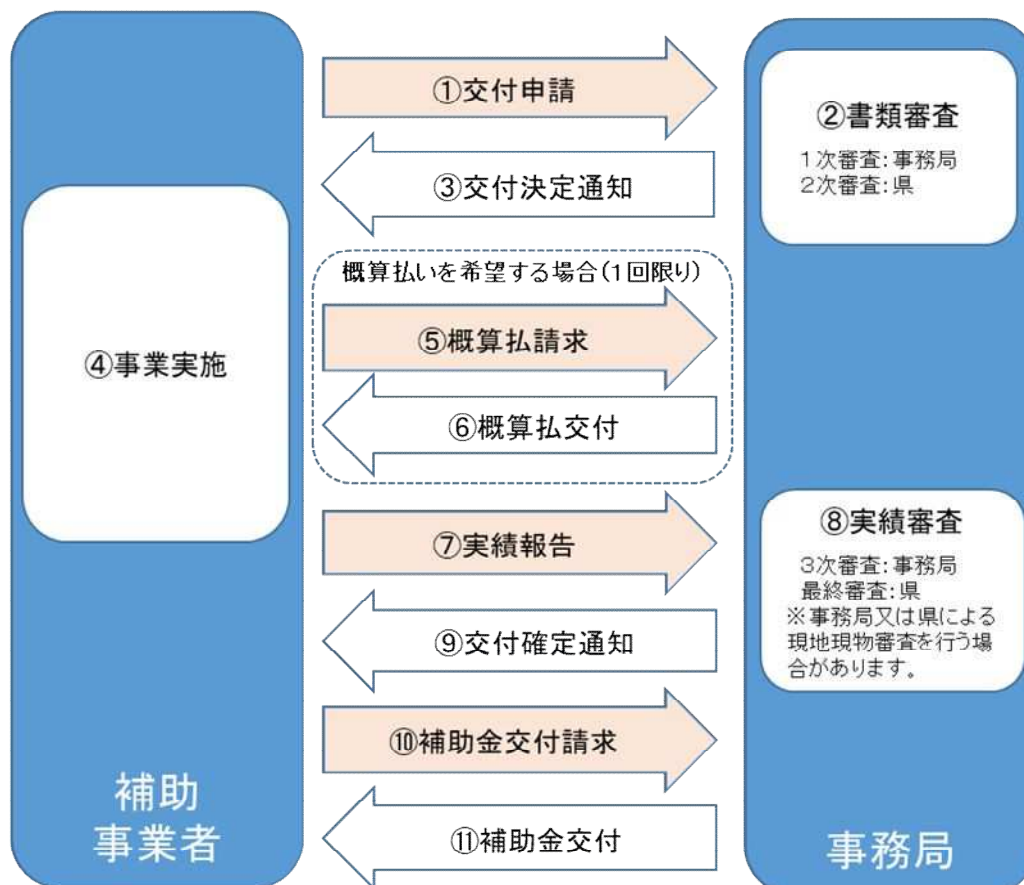 ①交付申請
②書類審査
1次審査:事務局
2次審査:県
③交付決定通知
④事業実施
概算払いを希望する場合(1回限り)
⑤概算払請求
⑥概算払交付
⑦実績報告
⑧実績審査
3次審査:事務局
最終審査:県
※事務局又は県による
現地現物審査を行う場
合があります。
⑨交付確定通知
⑩補助金交付請求
⑪補助金交付
補助
事業者
事務局